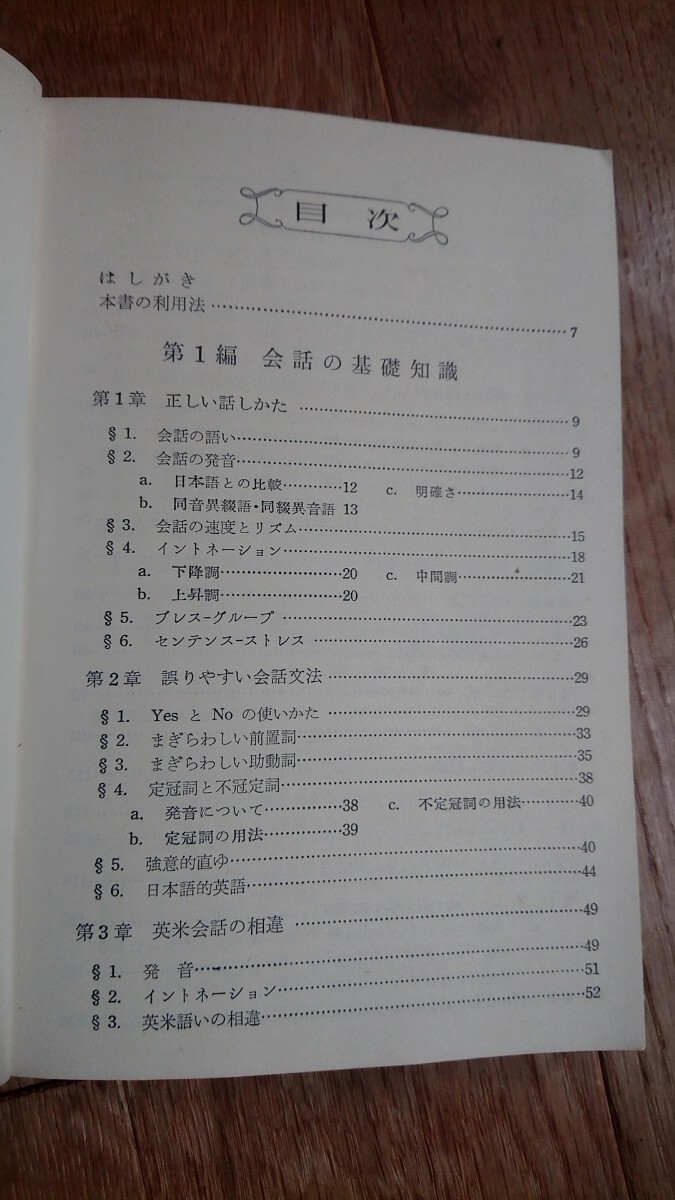 目次
はしがき
本書の利用法……7
第1編 会話の基礎知識
第1章 正しい話しかた……9
§1. 会話の語い……9
§2. 会話の発音……12
a. 日本語との比較……12 c. 明確さ……14
b. 同音異綴語・同綴異音語 13
§3. 会話の速度とリズム……15
§4. イントネーション……18
a. 下降調……20 c. 中間調……21
b. 上昇調……20
§5. ブレス-グループ……23
§6. センテンス-ストレス……26
第2章 誤りやすい会話文法……29
§1. Yes と No の使いかた……29
§2. まぎらわしい前置詞……33
§3. まぎらわしい助動詞……35
§4. 定冠詞と不冠定詞……38
a. 発音について……38 c. 不定冠詞の用法……40
b. 定冠詞の用法……39
§5. 強意的直ゆ……40
§6. 日本語的英語……44
第3章 英米会話の相違……49
§1. 発音……49
§2. イントネーション……51
§3. 英米語いの相違……52